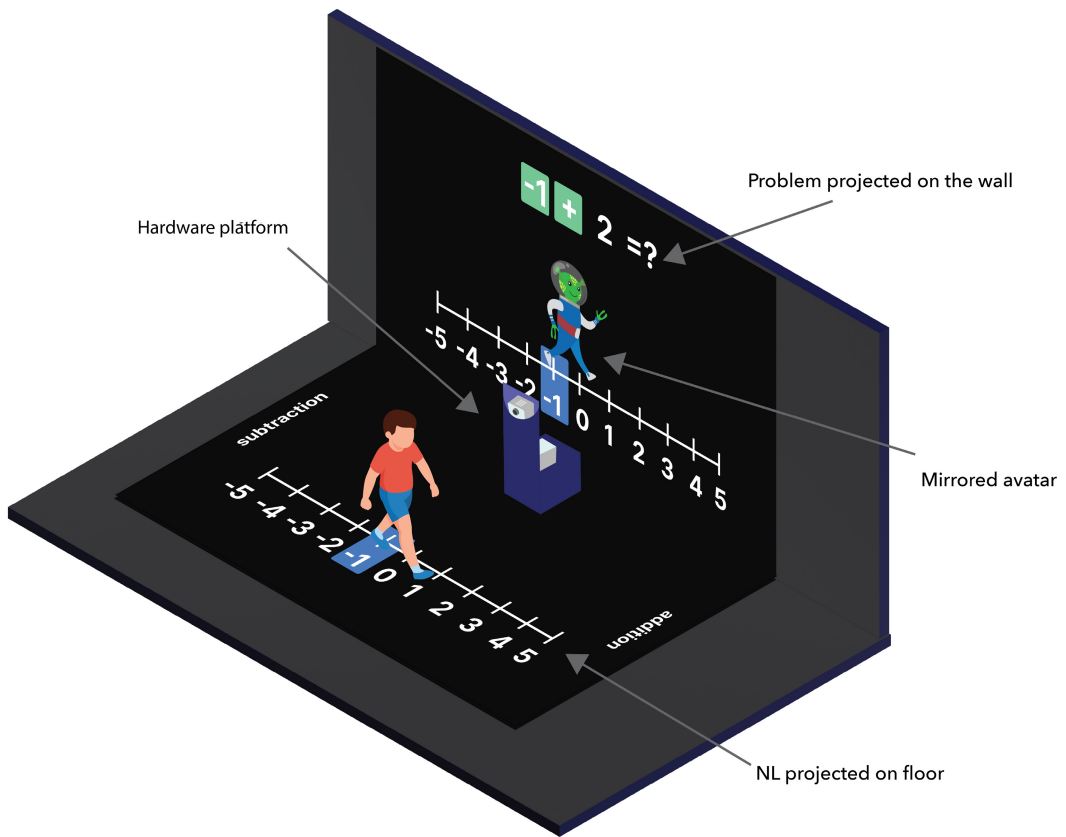 Problem projected on the wall
-1 + 2 =?
Hardware platform
-5 -4 -3 -2 -1 0 1 2 3 4 5
Mirrored avatar
subtraction
-5 -4 -3 -2 -1 0 1 2 3 4 5
addition
NL projected on floor